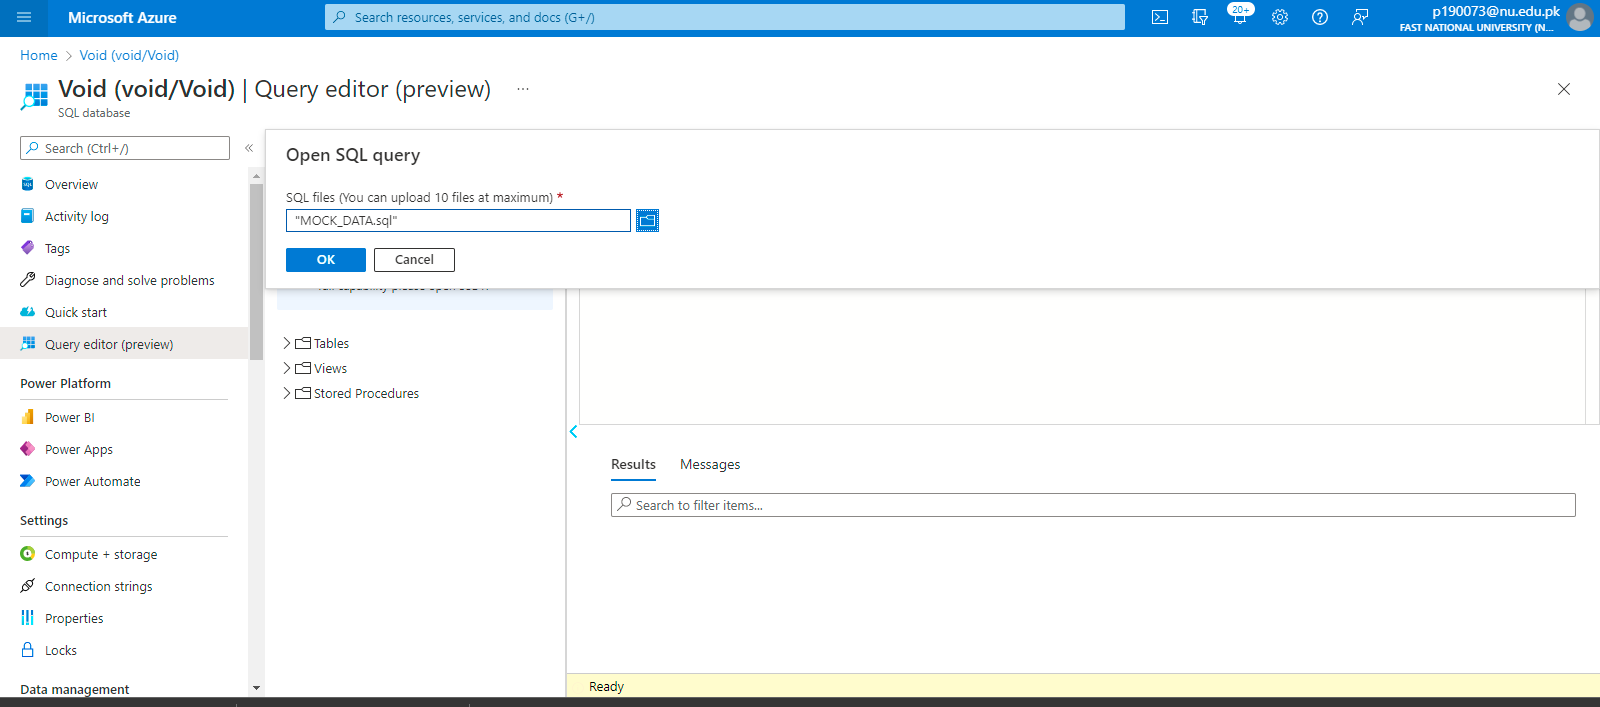 Microsoft Azure
Search resources, services, and docs (G+/)
20+
p190073@nu.edu.pk
FAST NATIONAL UNIVERSITY (N...
Home > Void (void/Void)
Void (void/Void) | Query editor (preview) ...
SQL database
Search (Ctrl+/)
«
Overview
Activity log
Tags
Diagnose and solve problems
Quick start
Query editor (preview)
Power Platform
Power BI
Power Apps
Power Automate
Settings
Compute + storage
Connection strings
Properties
Locks
Data management
Open SQL query
SQL files (You can upload 10 files at maximum) *
"MOCK_DATA.sql"
OK
Cancel
Tables
Views
Stored Procedures
Results
Messages
Search to filter items...
Ready